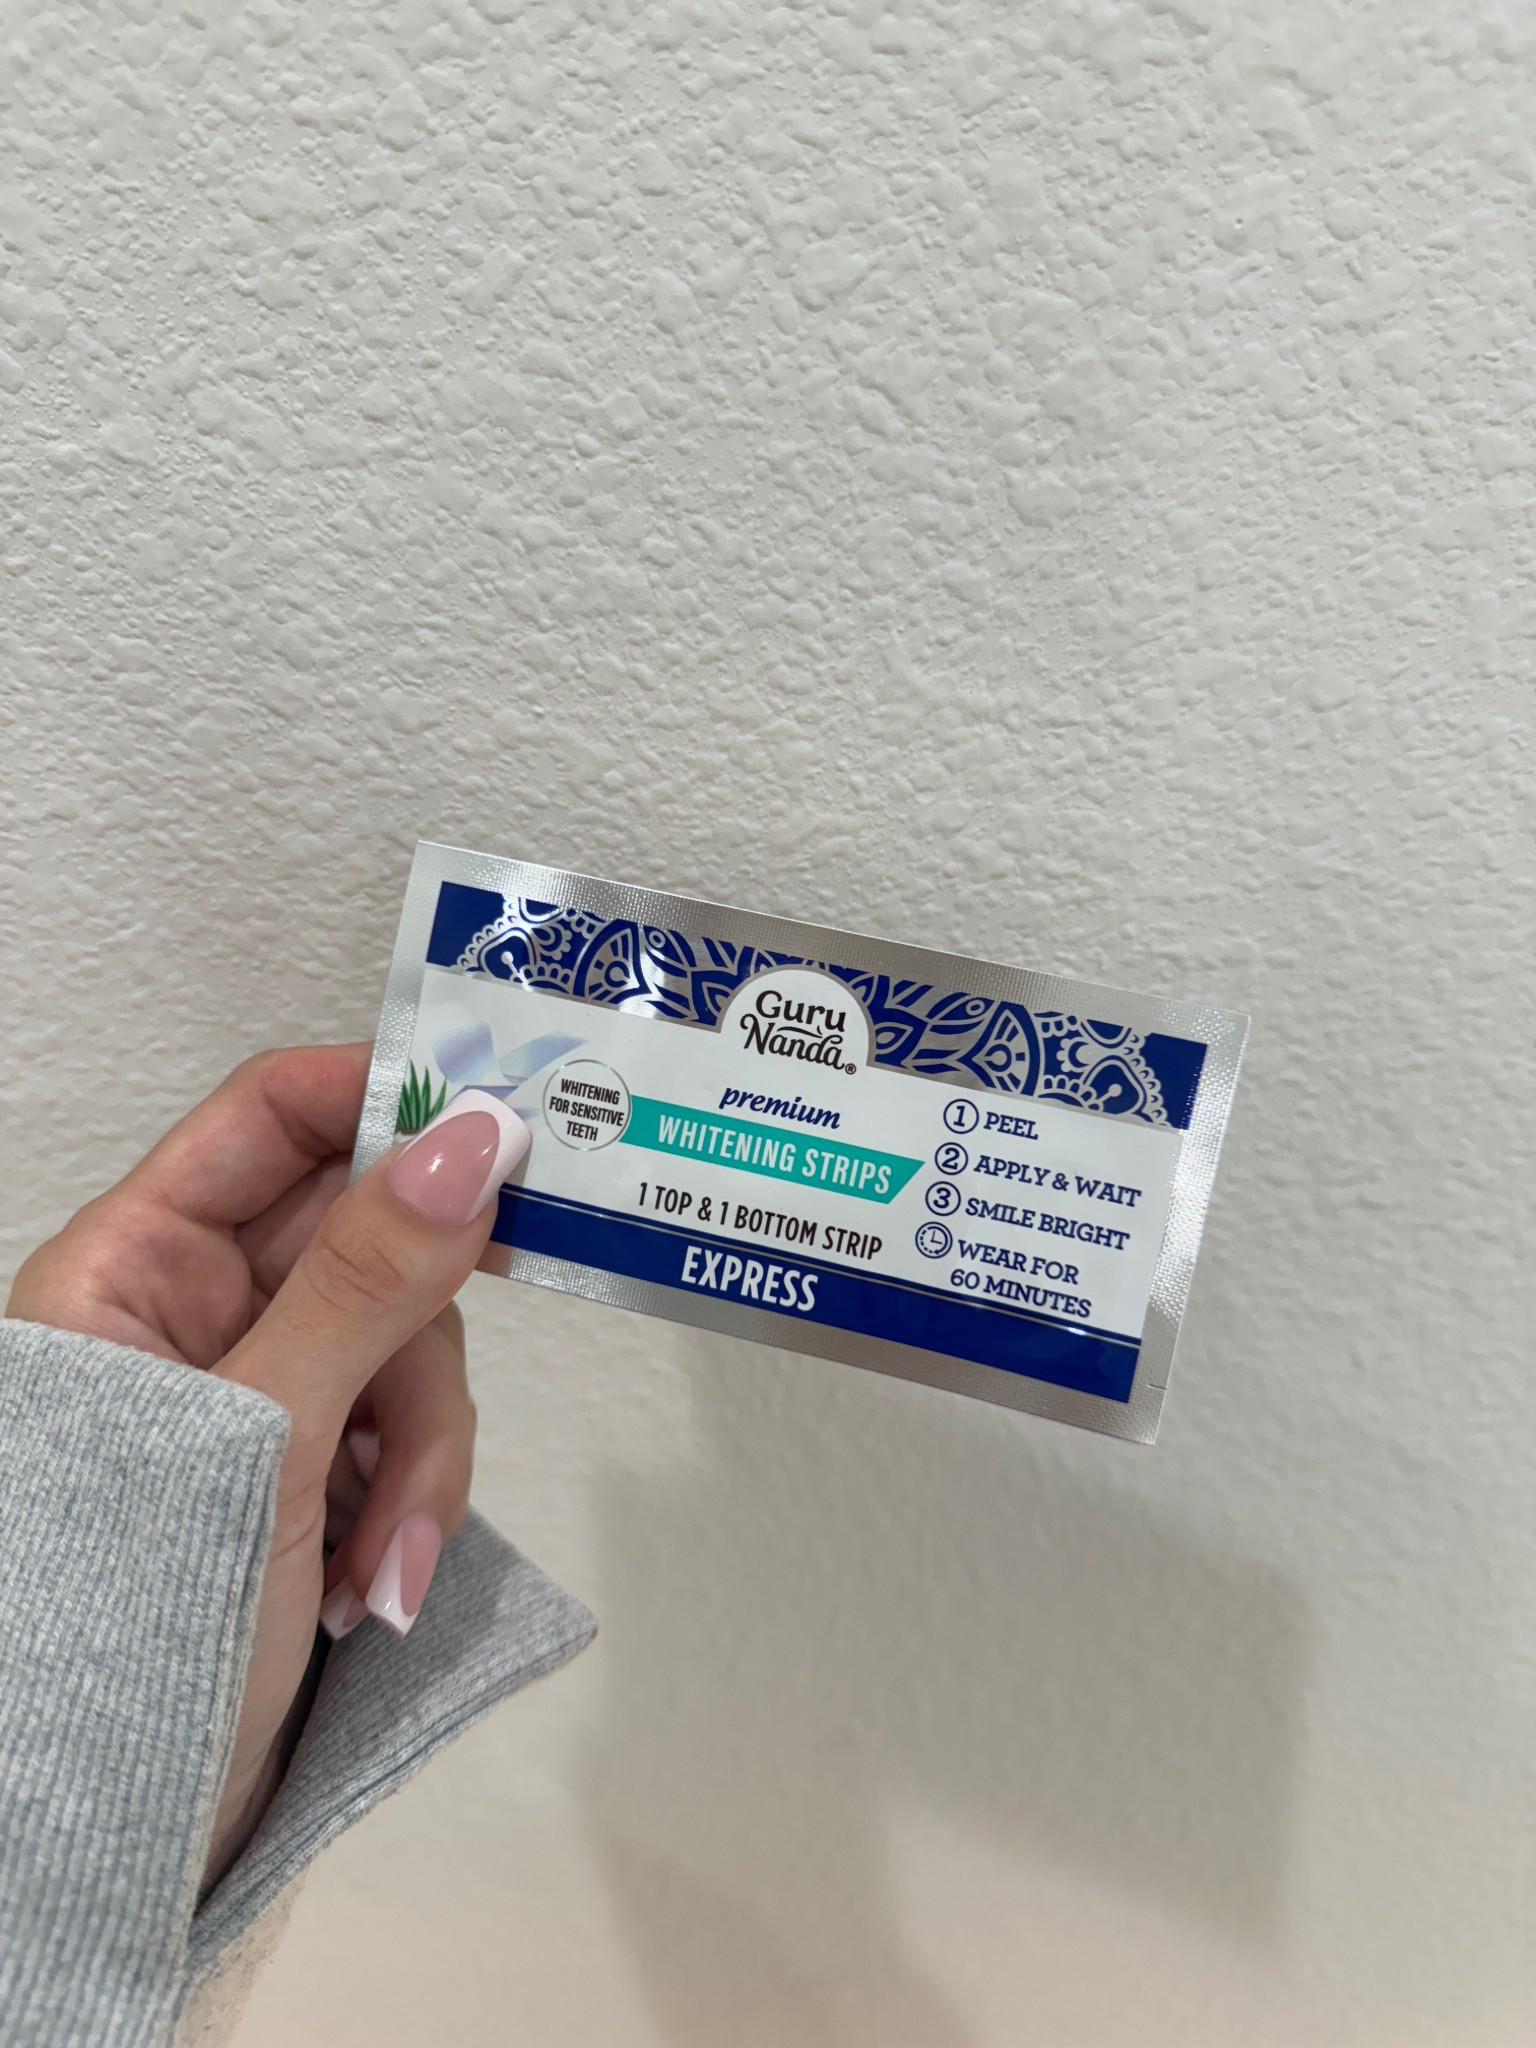 Guru
Nanda®
premium
WHITENING STRIPS
WHITENING
FOR SENSITIVE
TEETH
1 TOP & 1 BOTTOM STRIP
EXPRESS
1 PEEL
2 APPLY & WAIT
3 SMILE BRIGHT
WEAR FOR
60 MINUTES